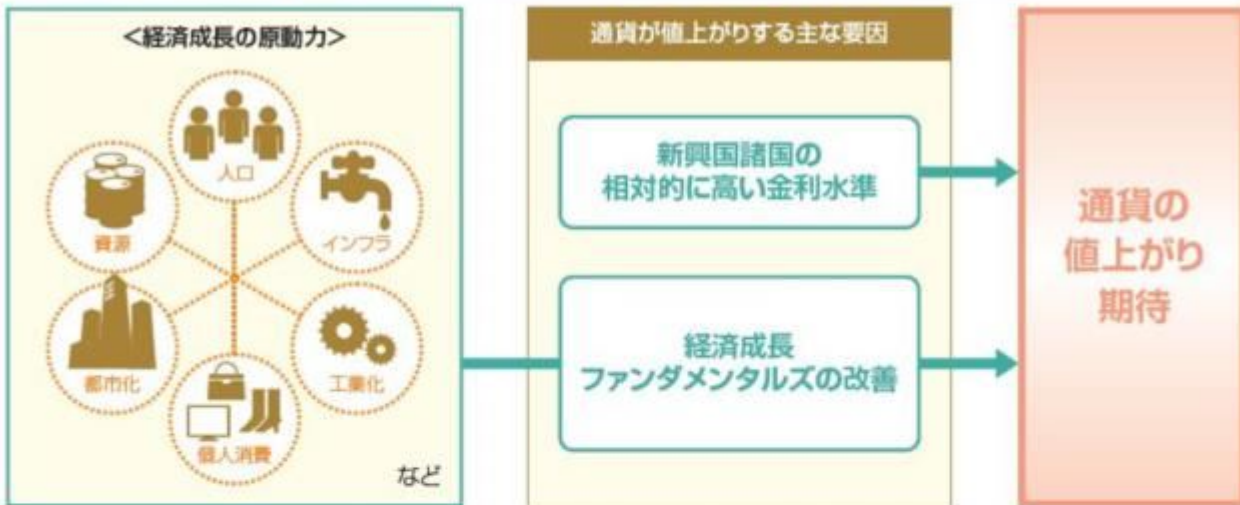 <経済成長の原動力>
人口
資源
インフラ
都市化
工業化
個人消費
など
通貨が値上がりする主な要因
新興国諸国の
相対的に高い金利水準
経済成長
ファンダメンタルズの改善
通貨の
値上がり
期待